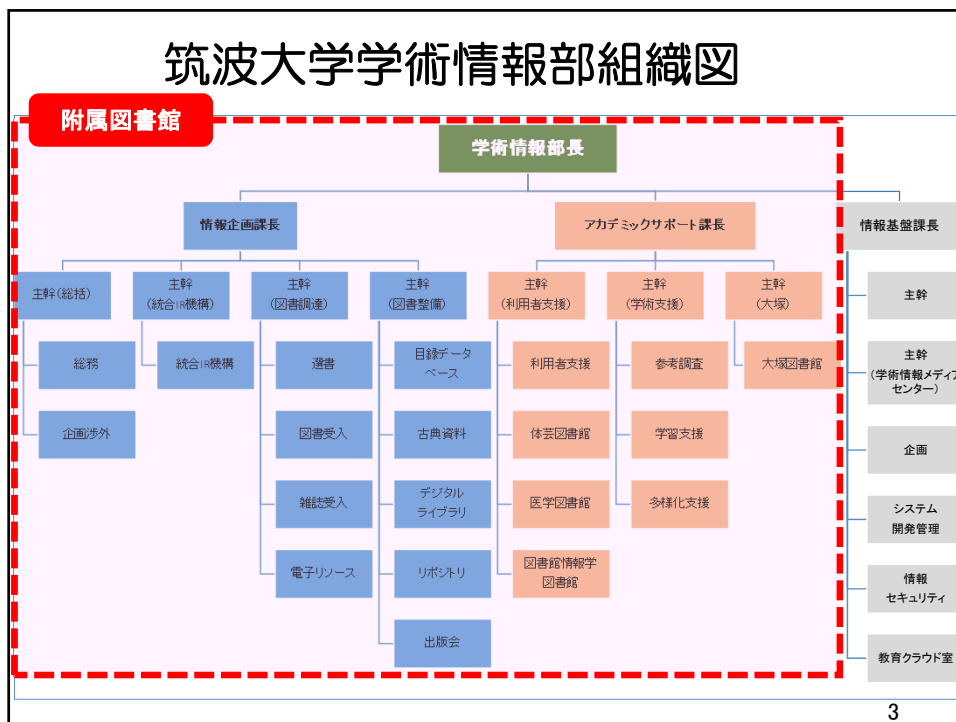 筑波大学学術情報部組織図
附属図書館
学術情報部長
情報企画課長
アカデミックサポート課長
情報基盤課長
主幹(総括)
主幹
(統合IR機構)
主幹
(図書調達)
主幹
(図書整備)
主幹
(利用者支援)
主幹
(学術支援)
主幹
(大塚)
主幹
総務
統合IR機構
選書
目録データ
ベース
利用者支援
参考調査
大塚図書館
主幹
(学術情報メディア
センター)
企画渉外
図書受入
古典資料
体芸図書館
学習支援
企画
雑誌受入
デジタル
ライブラリ
医学図書館
多様化支援
システム
開発管理
電子リソース
リポジトリ
図書館情報学
図書館
情報
セキュリティ
出版会
教育クラウド室
3